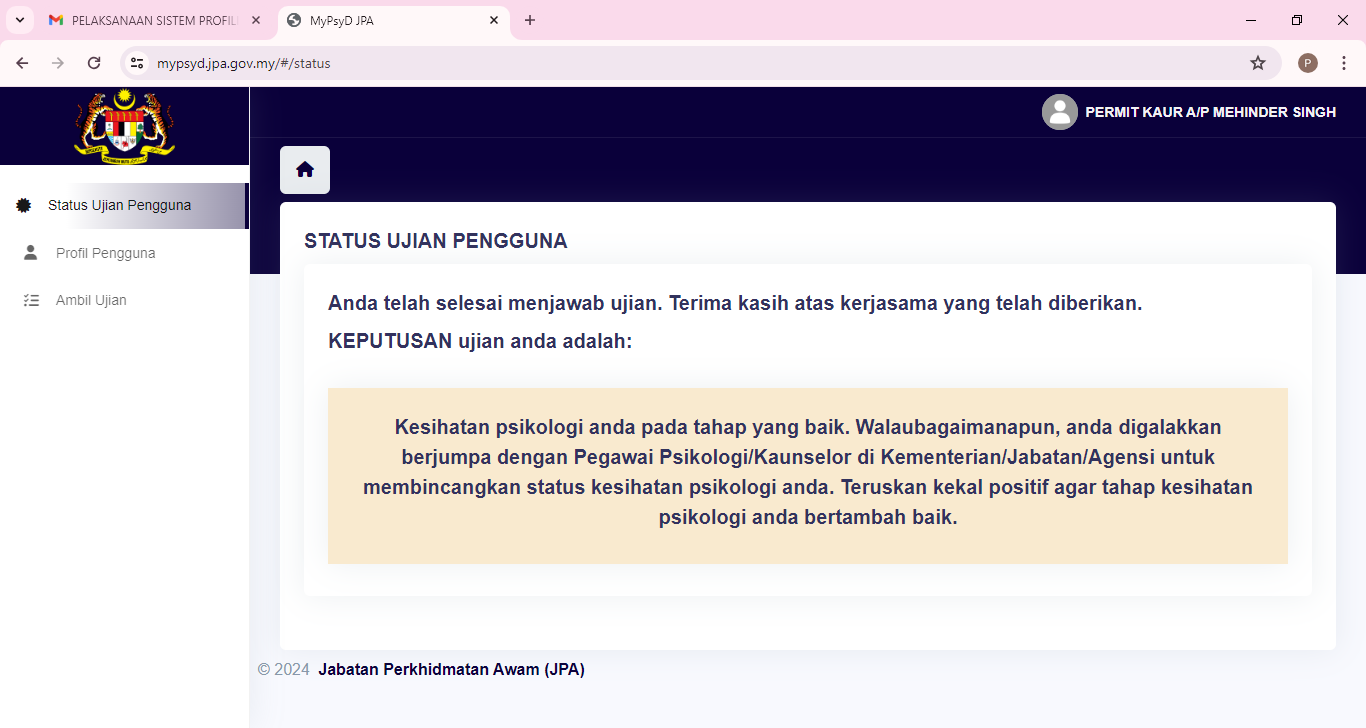 PELAKSANAAN SISTEM PROFIL
MyPsyD JPA
mypsyd.jpa.gov.my/#/status
P
PERMIT KAUR A/P MEHINDER SINGH
Status Ujian Pengguna
Profil Pengguna
Ambil Ujian
STATUS UJIAN PENGGUNA
Anda telah selesai menjawab ujian. Terima kasih atas kerjasama yang telah diberikan.
KEPUTUSAN ujian anda adalah:
Kesihatan psikologi anda pada tahap yang baik. Walaubagaimanapun, anda digalakkan
berjumpa dengan Pegawai Psikologi/Kaunselor di Kementerian/Jabatan/Agensi untuk
membincangkan status kesihatan psikologi anda. Teruskan kekal positif agar tahap kesihatan
psikologi anda bertambah baik.
© 2024 Jabatan Perkhidmatan Awam (JPA)